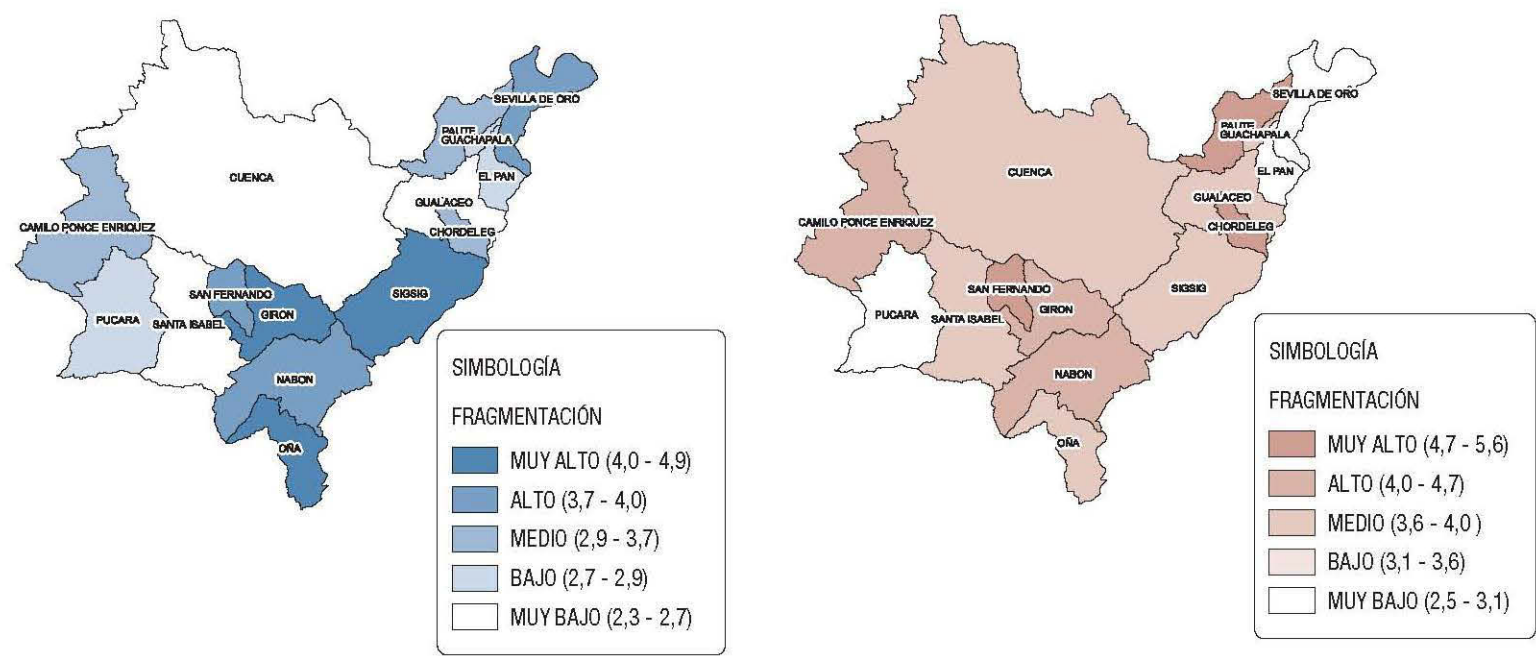 SEVILLA DE ORO
PAUTE
GUACHAPALA
CUENCA
EL PAN
GUALACEO
CAMILO PONCE ENRIQUEZ
CHORDELEG
SAN FERNANDO
SIGSIG
GIRON
PUCARA
SANTA ISABEL
NABON
OÑA
SIMBOLOGÍA
FRAGMENTACIÓN
MUY ALTO (4,0 - 4,9)
ALTO (3,7 - 4,0)
MEDIO (2,9 - 3,7)
BAJO (2,7 - 2,9)
MUY BAJO (2,3 - 2,7)
SEVILLA DE ORO
PAUTE
GUACHAPALA
CUENCA
EL PAN
GUALACEO
CAMILO PONCE ENRIQUEZ
CHORDELEG
SAN FERNANDO
SIGSIG
GIRON
PUCARA
SANTA ISABEL
NABON
OÑA
SIMBOLOGÍA
FRAGMENTACIÓN
MUY ALTO (4,7 - 5,6)
ALTO (4,0 - 4,7)
MEDIO (3,6 - 4,0 )
BAJO (3,1 - 3,6)
MUY BAJO (2,5 - 3,1)